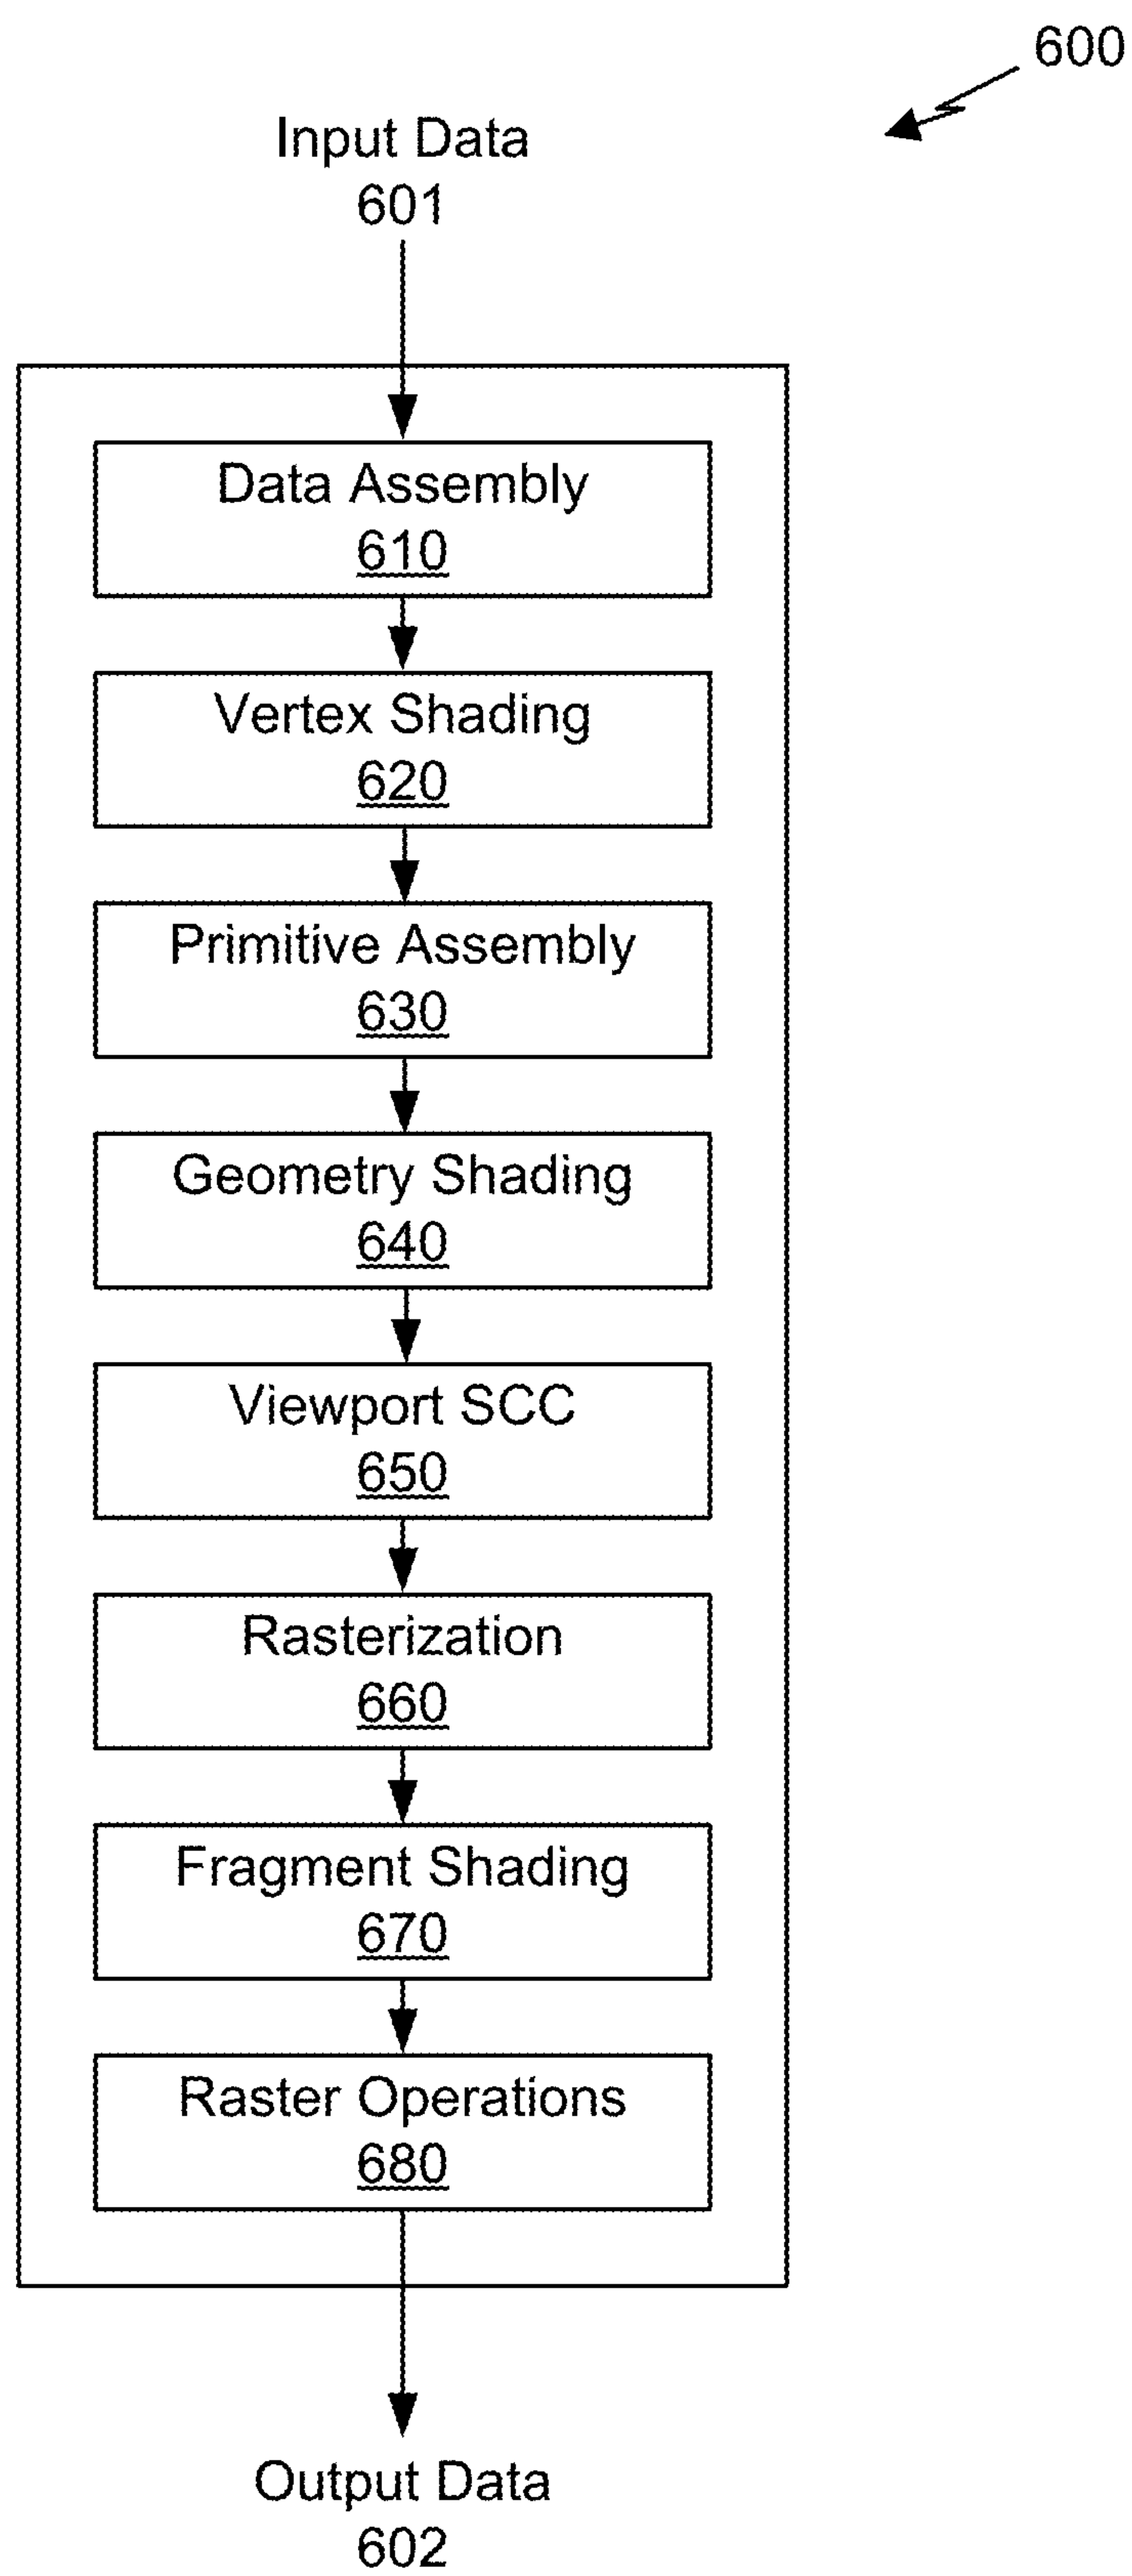 600
Input Data
601
Data Assembly
610
Vertex Shading
620
Primitive Assembly
630
Geometry Shading
640
Viewport SCC
650
Rasterization
660
Fragment Shading
670
Raster Operations
680
Output Data
602